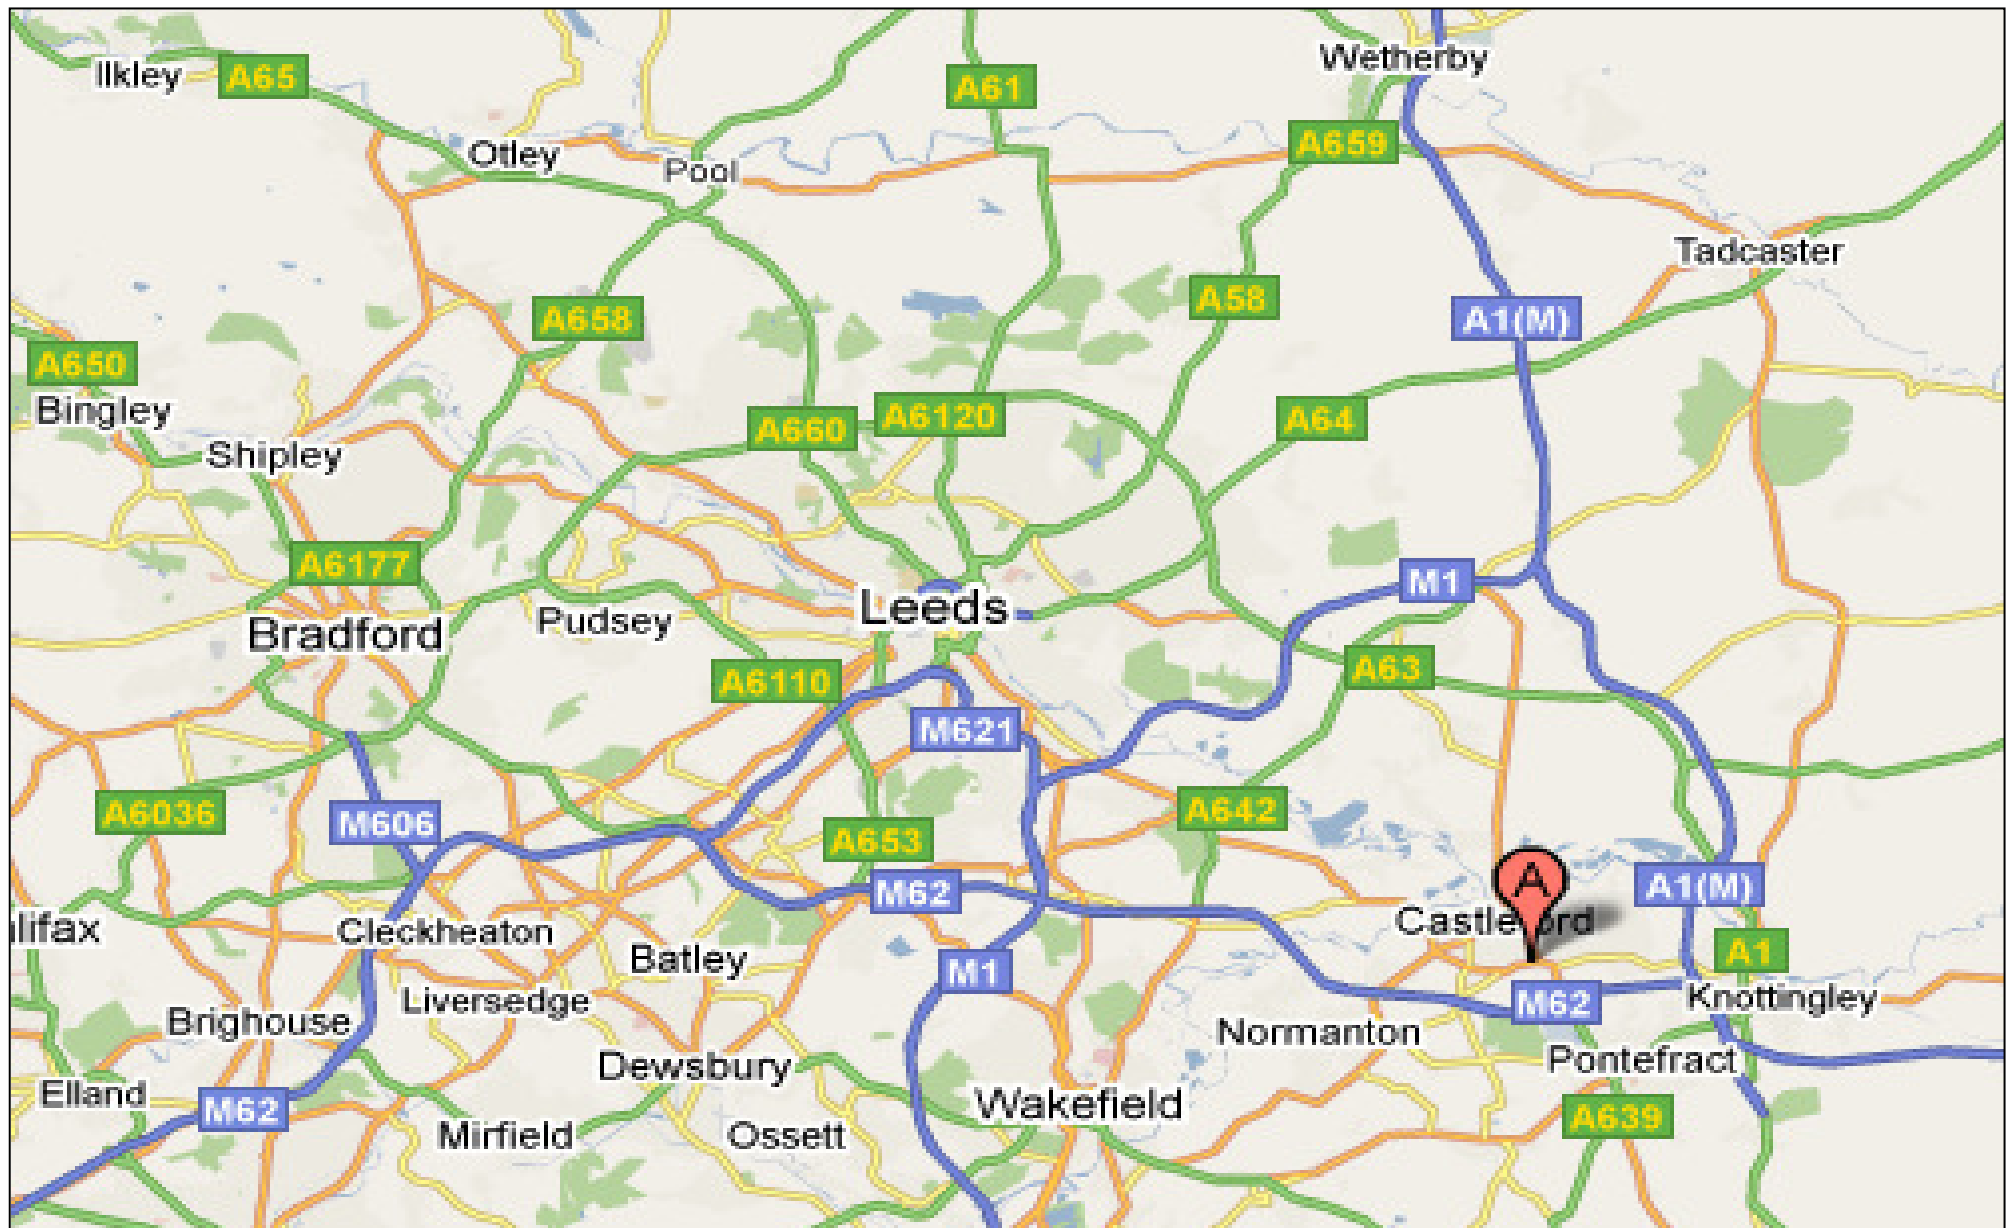 Wetherby
Ilkley
A65
A61
A659
Otley
Pool
Tadcaster
A58
A658
A1(M)
A650
Bingley
A660
A6120
A64
Shipley
A6177
M1
Leeds
Pudsey
Bradford
A63
A6110
M621
A6036
M606
A642
A653
A
M62
A1(M)
Castleford
lifax
Cleckheaton
Batley
A1
M1
Liversedge
M62
Knottingley
Brighouse
Normanton
Dewsbury
Pontefract
Elland
M62
Wakefield
A639
Mirfield
Ossett